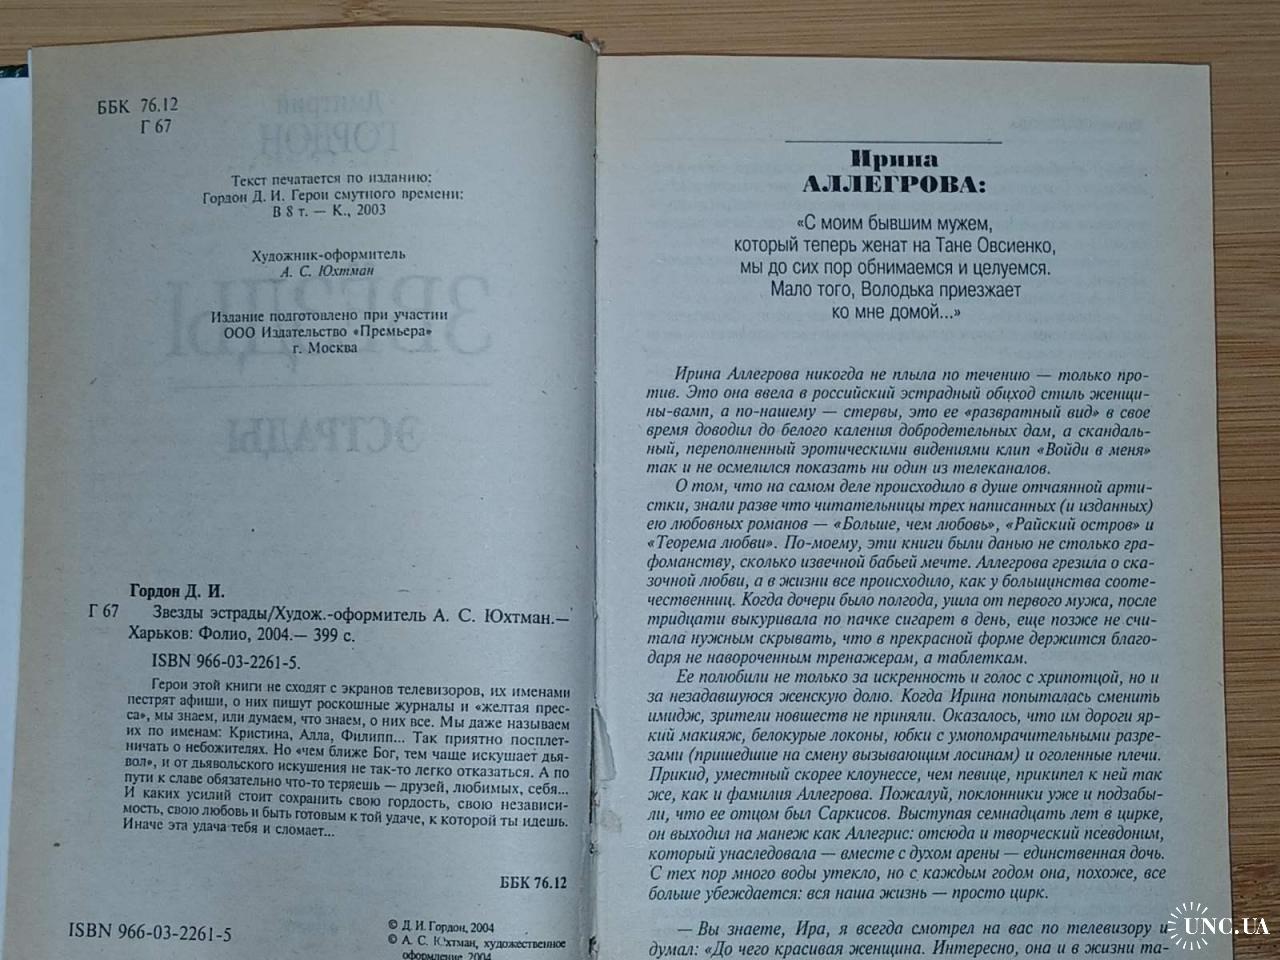 ББК 76.12
Г 67
Текст печатается по изданию:
Гордон Д. И. Герои смутного времени:
В 8 т. — К., 2003
Художник-оформитель
А. С. Юхтман
Издание подготовлено при участии
ООО Издательство «Премьера»
г. Москва
Дмитрий
ГОРДОН
ЗВЕЗДЫ
ЭСТРАДЫ
Гордон Д. И.
Г 67 Звезды эстрады/Худож.-оформитель А. С. Юхтман.—
Харьков: Фолио, 2004.— 399 с.
ISBN 966-03-2261-5.
Герои этой книги не сходят с экранов телевизоров, их именами
пестрят афиши, о них пишут роскошные журналы и «желтая прес-
са», мы знаем, или думаем, что знаем, о них все. Мы даже называем
их по именам: Кристина, Алла, Филипп... Так приятно посплет-
ничать о небожителях. Но «чем ближе Бог, тем чаще искушает дья-
вол», и от дьявольского искушения не так-то легко отказаться. А по
пути к славе обязательно что-то теряешь — друзей, любимых, себя...
И каких усилий стоит сохранить свою гордость, свою независи-
мость, свою любовь и быть готовым к той удаче, к которой ты идешь.
Иначе эта удача тебя и сломает...
ББК 76.12
ISBN 966-03-2261-5
© Д. И. Гордон, 2004
© А. С. Юхтман, художественное
оформление, 2004
Ирина
АЛЛЕГРОВА:
«С моим бывшим мужем,
который теперь женат на Тане Овсиенко,
мы до сих пор обнимаемся и целуемся.
Мало того, Володька приезжает
ко мне домой...»
Ирина Аллегрова никогда не плыла по течению — только про-
тив. Это она ввела в российский эстрадный обиход стиль женщи-
ны-вамп, а по-нашему — стервы, это ее «развратный вид» в свое
время доводил до белого каления добродетельных дам, а скандаль-
ный, переполненный эротическими видениями клип «Войди в меня»
так и не осмелился показать ни один из телеканалов.
О том, что на самом деле происходило в душе отчаянной арти-
стки, знали разве что читательницы трех написанных (и изданных)
ею любовных романов — «Больше, чем любовь», «Райский остров» и
«Теорема любви». По-моему, эти книги были данью не столько гра-
фоманству, сколько извечной бабьей мечте. Аллегрова грезила о ска-
зочной любви, а в жизни все происходило, как у большинства сооте-
чественниц. Когда дочери было полгода, ушла от первого мужа, после
тридцати выкуривала по пачке сигарет в день, еще позже не счи-
тала нужным скрывать, что в прекрасной форме держится благо-
даря не навороченным тренажерам, а таблеткам.
Ее полюбили не только за искренность и голос с хрипотцой, но и
за незадавшуюся женскую долю. Когда Ирина попыталась сменить
имидж, зрители новшеств не приняли. Оказалось, что им дороги яр-
кий макияж, белокурые локоны, юбки с умопомрачительными разре-
зами (пришедшие на смену вызывающим лосинам) и оголенные плечи.
Прикид, уместный скорее клоунессе, чем певице, прикипел к ней так
же, как и фамилия Аллегрова. Пожалуй, поклонники уже и подзабы-
ли, что ее отцом был Саркисов. Выступая семнадцать лет в цирке,
он выходил на манеж как Аллегрис: отсюда и творческий псевдоним,
который унаследовала — вместе с духом арены — единственная дочь.
С тех пор много воды утекло, но с каждым годом она, похоже, все
больше убеждается: вся наша жизнь — просто цирк.
— Вы знаете, Ира, я всегда смотрел на вас по телевизору и
думал: «До чего красивая женщина. Интересно, она и в жизни та-
UNC.UA